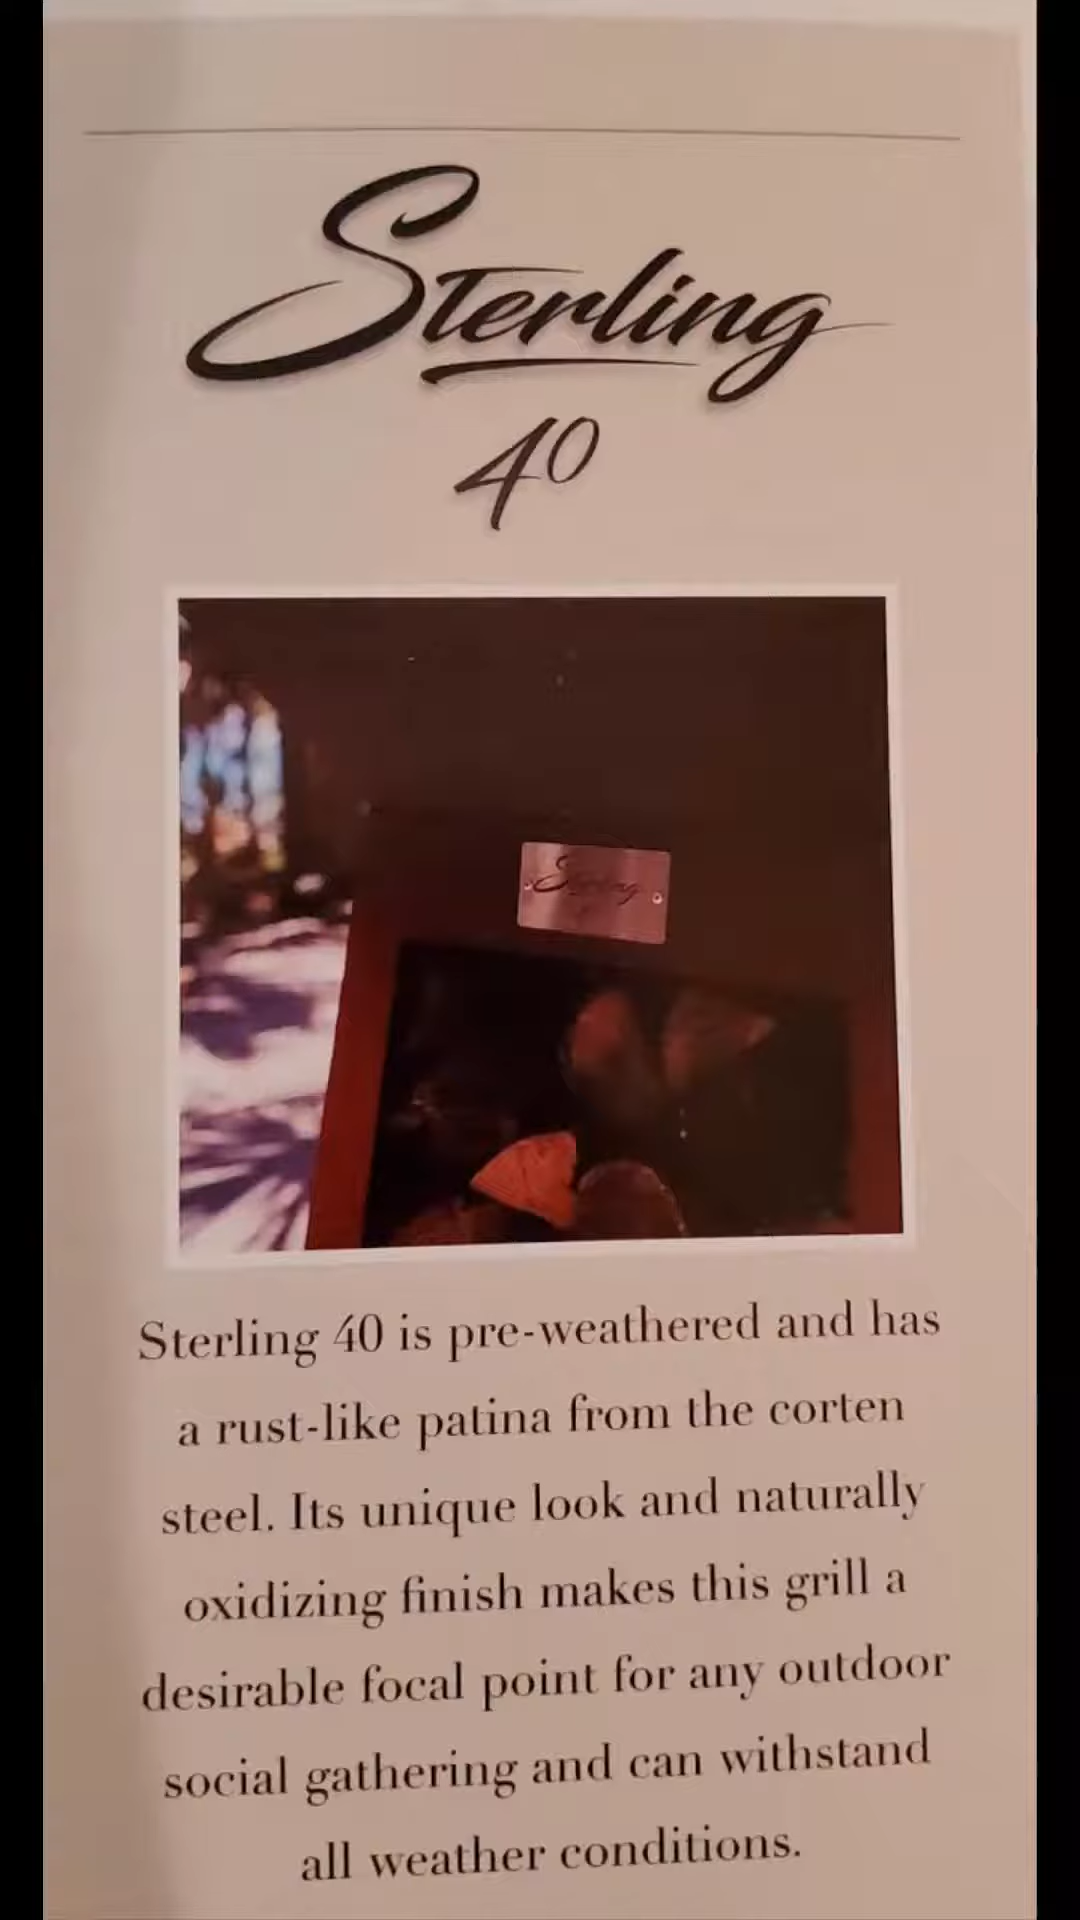 Sterling
40
Sterling
Sterling 40 is pre-weathered and has
a rust-like patina from the corten
steel. Its unique look and naturally
oxidizing finish makes this grill a
desirable focal point for any outdoor
social gathering and can withstand
all weather conditions.